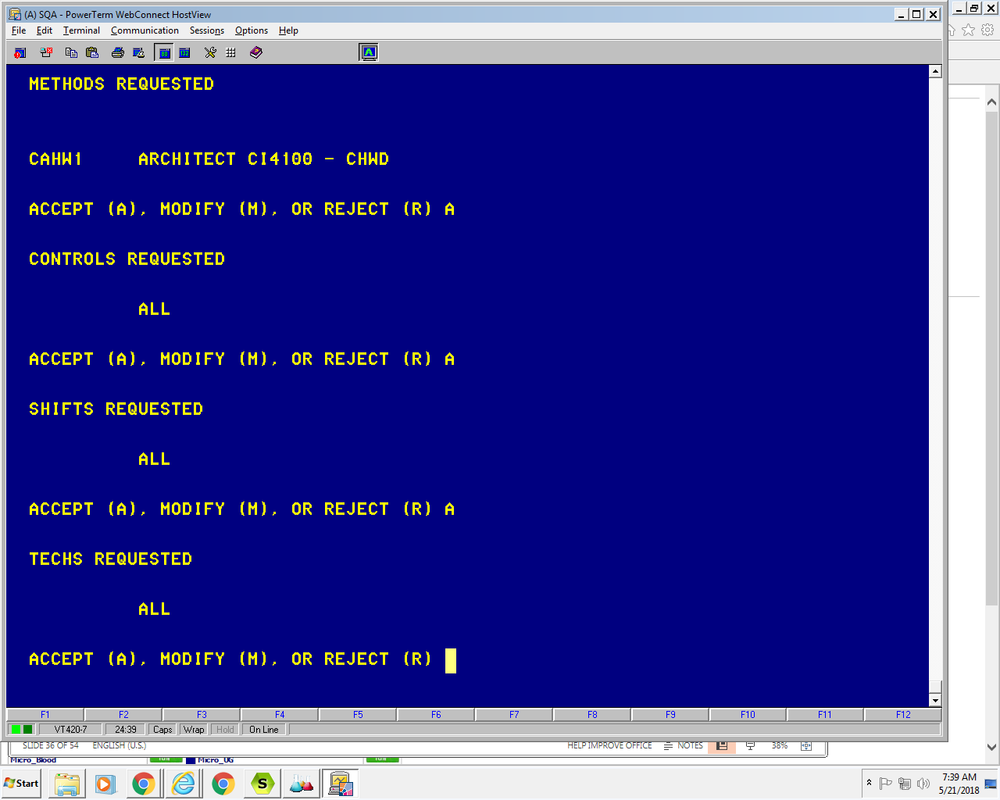 (A) SQA - PowerTerm WebConnect HostView
File Edit Terminal Communication Sessions Options Help
80 132 A
METHODS REQUESTED
CAHW1 ARCHITECT CI4100 - CHWD
ACCEPT (A), MODIFY (M), OR REJECT (R) A
CONTROLS REQUESTED
ALL
ACCEPT (A), MODIFY (M), OR REJECT (R) A
SHIFTS REQUESTED
ALL
ACCEPT (A), MODIFY (M), OR REJECT (R) A
TECHS REQUESTED
ALL
ACCEPT (A), MODIFY (M), OR REJECT (R)
F1 F2 F3 F4 F5 F6 F7 F8 F9 F10 F11 F12
VT420-7 24:39 Caps Wrap Hold On Line
SLIDE 36 OF 54 ENGLISH (U.S.) HELP IMPROVE OFFICE NOTES 38%
Micro_Blood Micro_UG
Start S 7:39 AM
5/21/2018